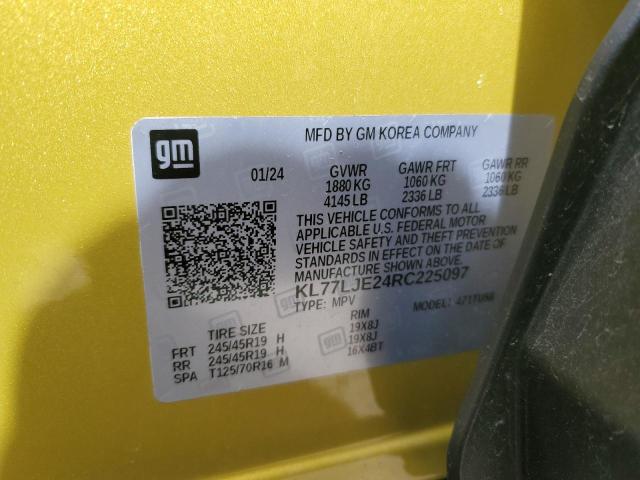 gm
MFD BY GM KOREA COMPANY
01/24 GVWR GAWR FRT GAWR RR
1880 KG 1060 KG 1060 KG
4145 LB 2336 LB 2336 LB
THIS VEHICLE CONFORMS TO ALL
APPLICABLE U.S. FEDERAL MOTOR
VEHICLE SAFETY AND THEFT PREVENTION
STANDARDS IN EFFECT ON THE DATE OF
MANUFACTURE SHOWN ABOVE.
KL77LJE24RC225097
TYPE: MPV MODEL:
TIRE SIZE RIM
FRT 245/45R19 H 19X8J
RR 245/45R19 H 19X8J
SPA T125/70R16 M 16X4BT